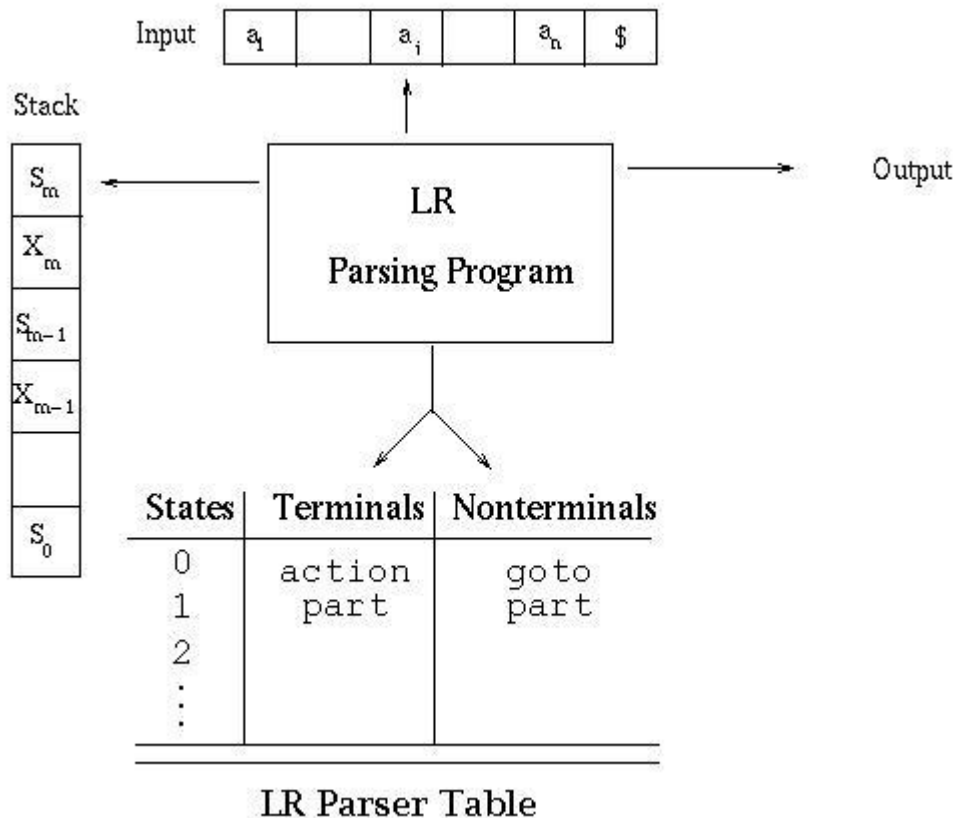 Input a₁ aᵢ aₙ $
Stack
Sₘ
Xₘ
Sₘ₋₁
Xₘ₋₁
S₀
LR
Parsing Program
Output
States Terminals Nonterminals
0 action goto
1 part part
2
⋮
LR Parser Table